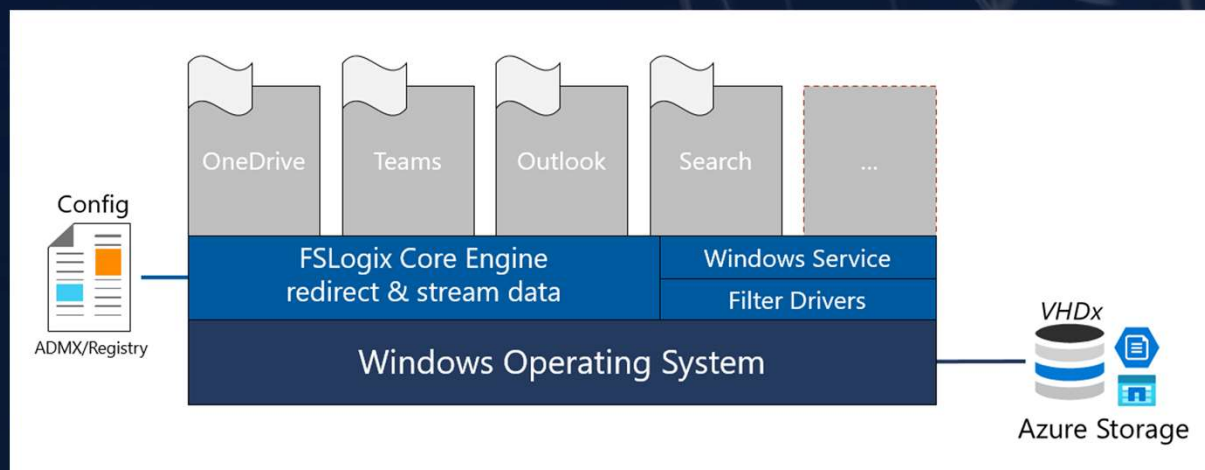 OneDrive
Teams
Outlook
Search
...
Config
ADMX/Registry
FSLogix Core Engine
redirect & stream data
Windows Service
Filter Drivers
Windows Operating System
VHDx
Azure Storage